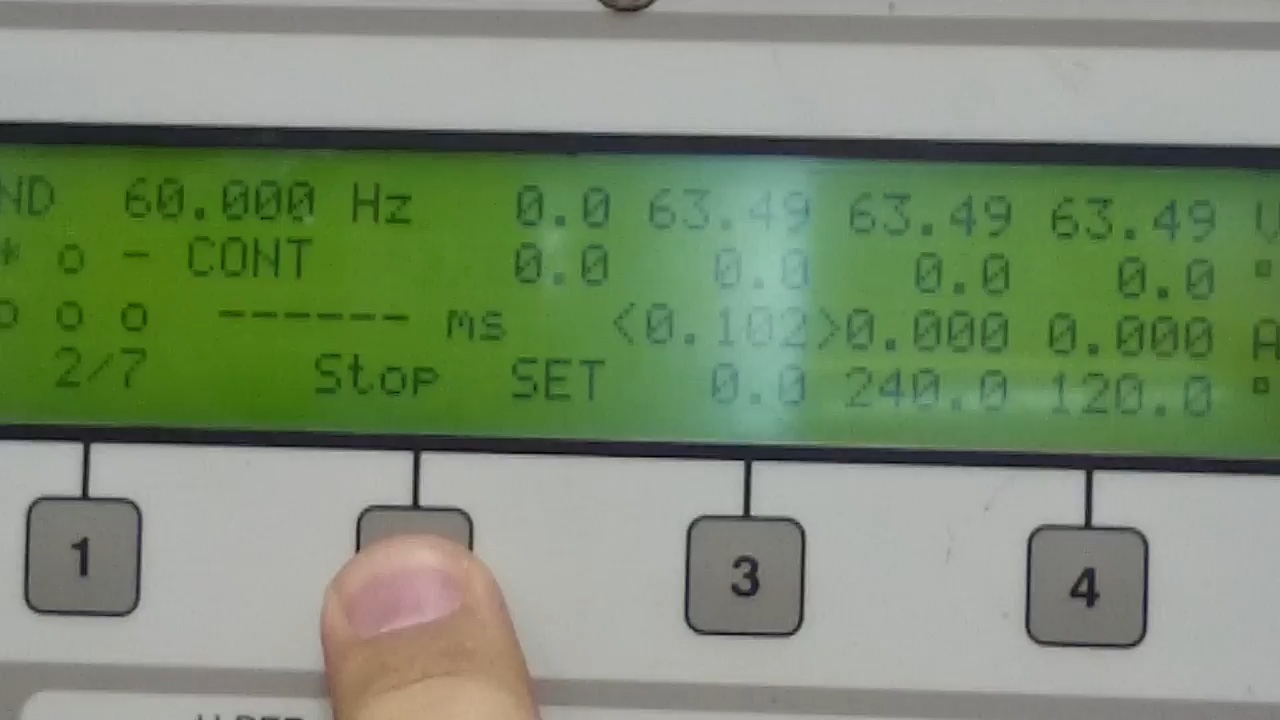 ND 60.000 Hz 0.0 63.49 63.49 63.49 V
* o - CONT 0.0 0.0 0.0 0.0 °
o o o ------ ms <0.102>0.000 0.000 A
2/7 Stop SET 0.0 240.0 120.0 °
1 3 4